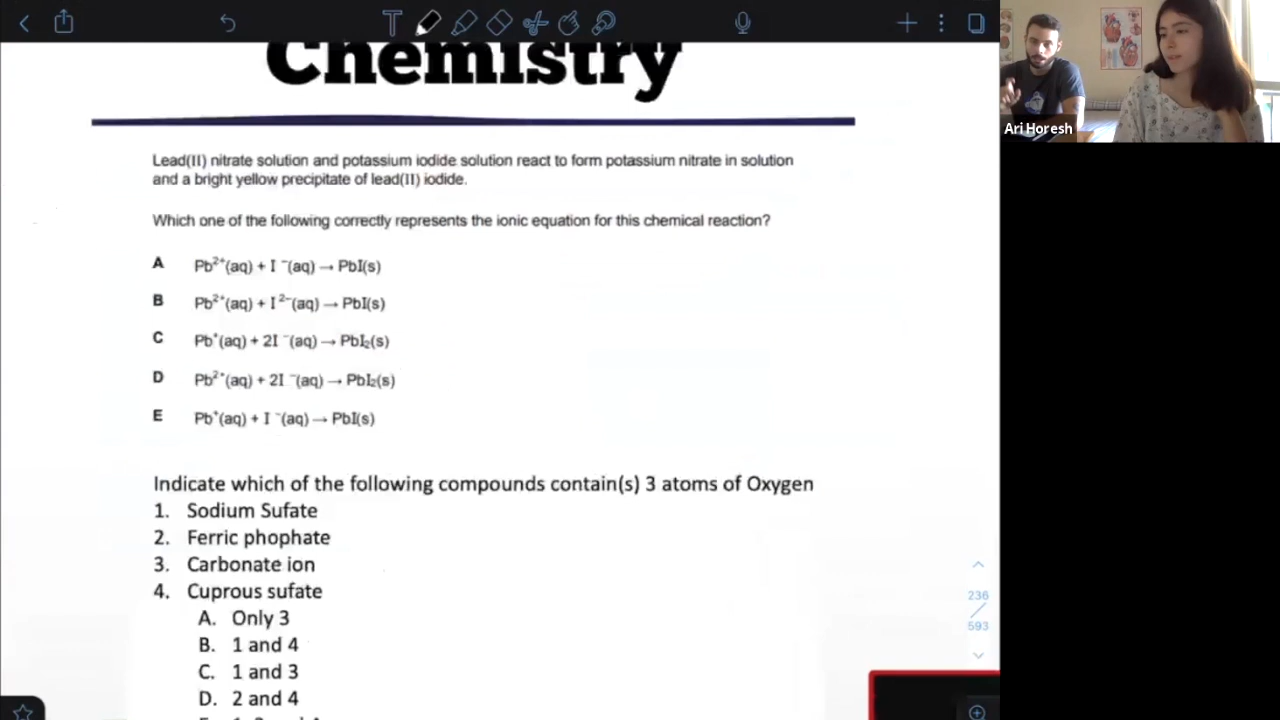 Chemistry
Ari Horesh
Lead(II) nitrate solution and potassium iodide solution react to form potassium nitrate in solution
and a bright yellow precipitate of lead(II) iodide.
Which one of the following correctly represents the ionic equation for this chemical reaction?
A Pb²⁺(aq) + I⁻(aq) → PbI(s)
B Pb²⁺(aq) + I²⁻(aq) → PbI(s)
C Pb⁺(aq) + 2I⁻(aq) → PbI₂(s)
D Pb²⁺(aq) + 2I⁻(aq) → PbI₂(s)
E Pb⁺(aq) + I⁻(aq) → PbI(s)
Indicate which of the following compounds contain(s) 3 atoms of Oxygen
1. Sodium Sufate
2. Ferric phophate
3. Carbonate ion
4. Cuprous sufate
A. Only 3
B. 1 and 4
C. 1 and 3
D. 2 and 4
236
593